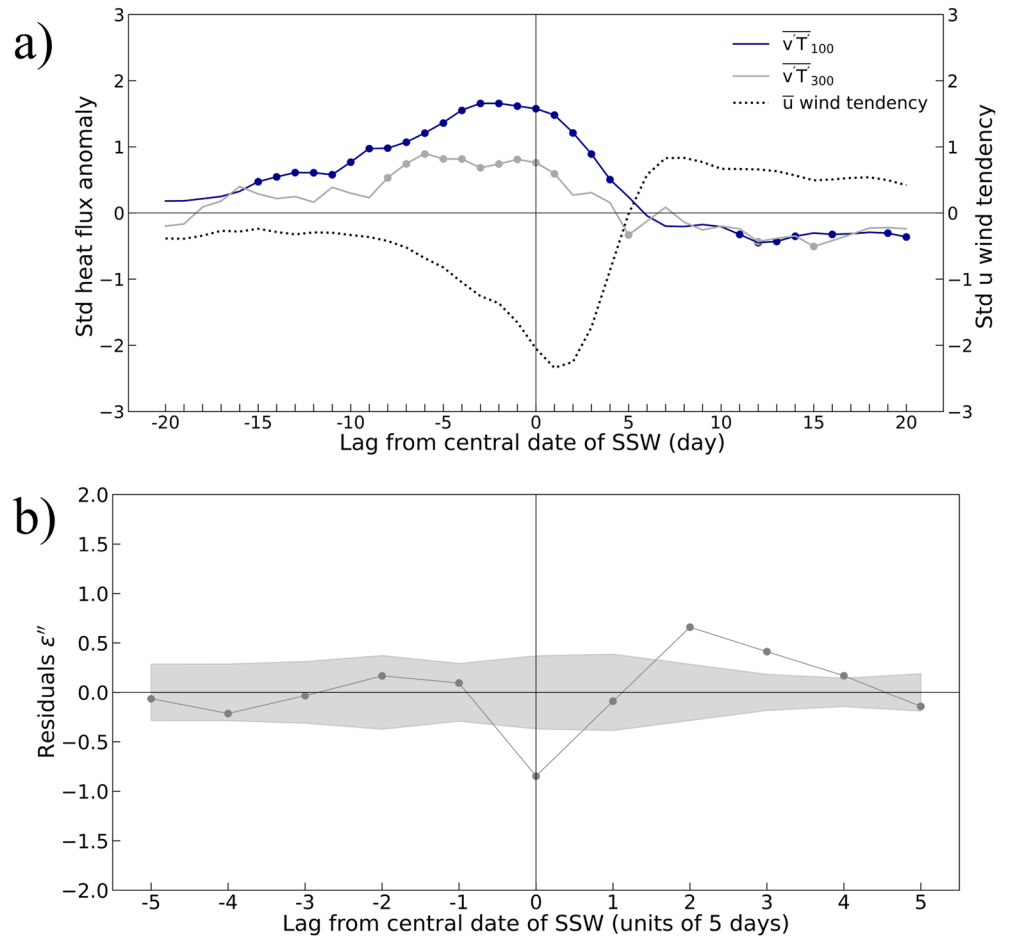 a)
3
2
1
0
−1
−2
−3
Std heat flux anomaly
3
2
1
0
−1
−2
−3
Std u wind tendency
v′T′100
v′T′300
u wind tendency
-20 -15 -10 -5 0 5 10 15 20
Lag from central date of SSW (day)
b)
2.0
1.5
1.0
0.5
0.0
−0.5
−1.0
−1.5
−2.0
Residuals ε″
-5 -4 -3 -2 -1 0 1 2 3 4 5
Lag from central date of SSW (units of 5 days)